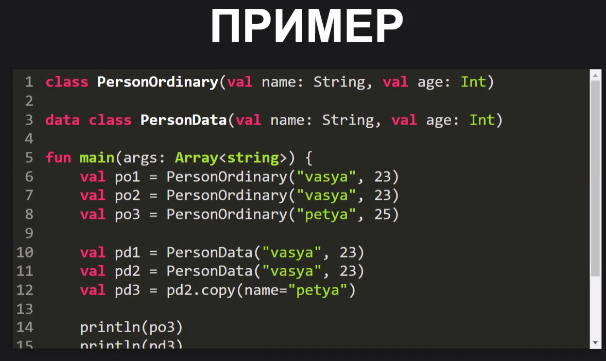 ПРИМЕР
1 class PersonOrdinary(val name: String, val age: Int)
2
3 data class PersonData(val name: String, val age: Int)
4
5 fun main(args: Array<string>) {
6     val po1 = PersonOrdinary("vasya", 23)
7     val po2 = PersonOrdinary("vasya", 23)
8     val po3 = PersonOrdinary("petya", 25)
9
10     val pd1 = PersonData("vasya", 23)
11     val pd2 = PersonData("vasya", 23)
12     val pd3 = pd2.copy(name="petya")
13
14     println(po3)
15     println(pd3)